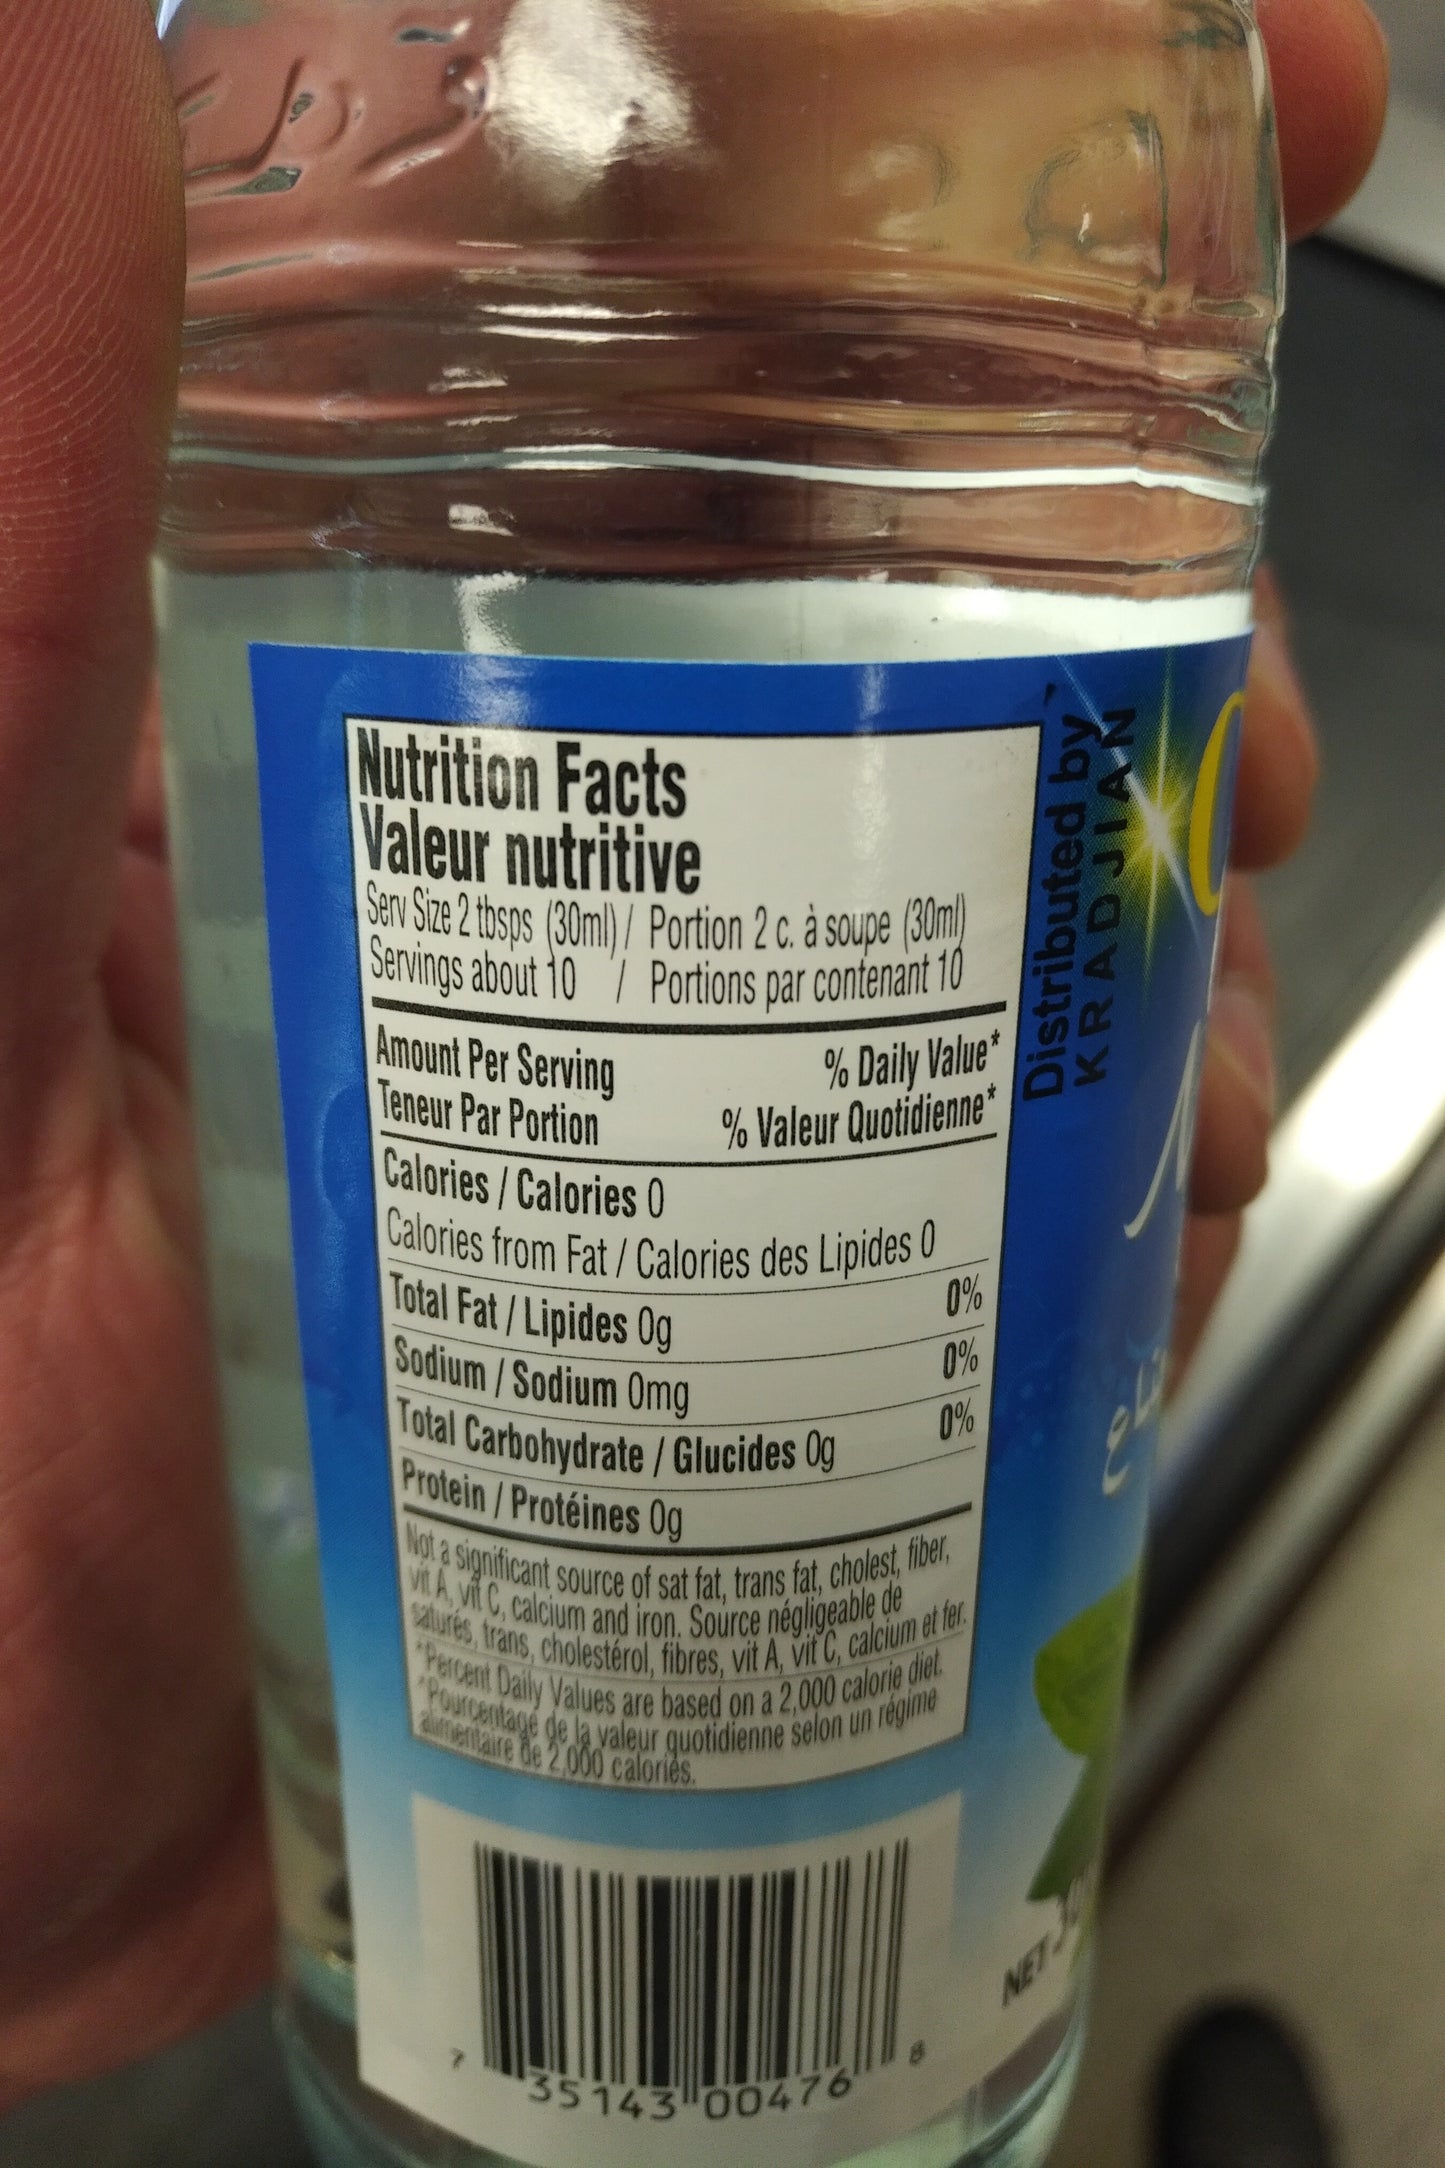 Nutrition Facts
Valeur nutritive
Serv Size 2 tbsps (30ml) / Portion 2 c. à soupe (30ml)
Servings about 10 / Portions par contenant 10
Amount Per Serving % Daily Value*
Teneur Par Portion % Valeur Quotidienne*
Calories / Calories 0
Calories from Fat / Calories des Lipides 0
Total Fat / Lipides 0g 0%
Sodium / Sodium 0mg 0%
Total Carbohydrate / Glucides 0g 0%
Protein / Protéines 0g
Not a significant source of sat fat, trans fat, cholest, fiber,
vit A, vit C, calcium and iron. Source négligeable de
saturés, trans, cholestérol, fibres, vit A, vit C, calcium et fer.
*Percent Daily Values are based on a 2,000 calorie diet.
*Pourcentage de la valeur quotidienne selon un régime
alimentaire de 2,000 calories.
7 35143 00476 8
Distributed by
KRADJIAN
NET